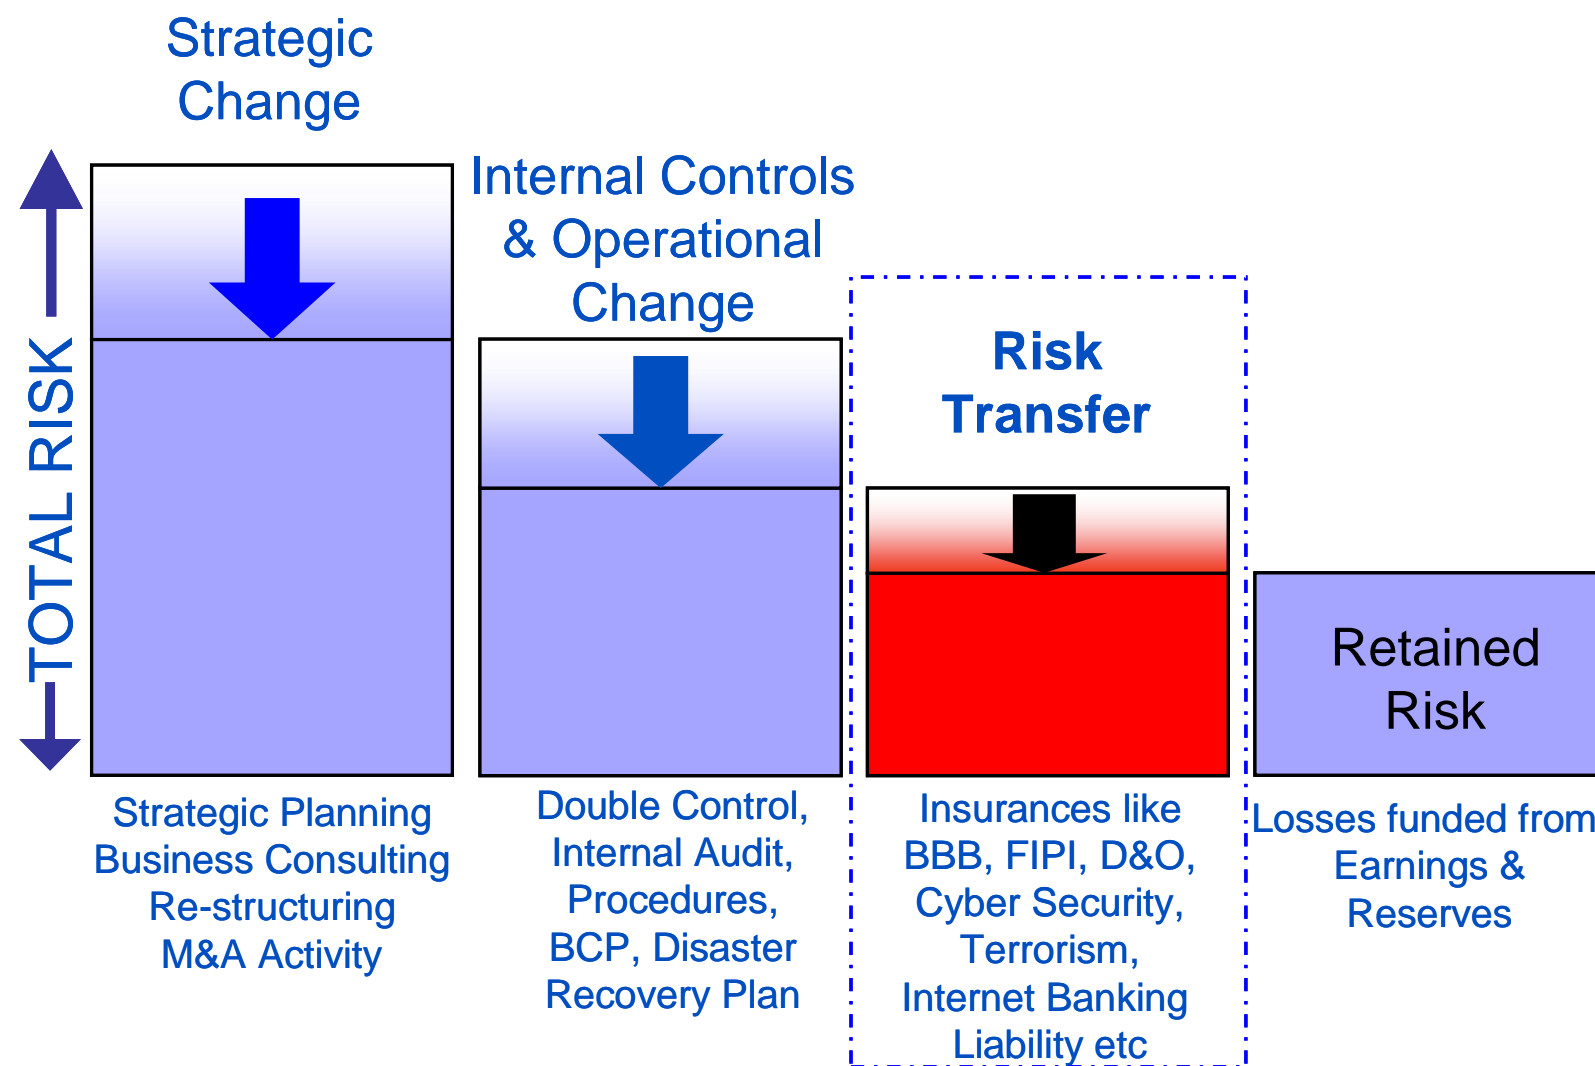 Strategic
Change
Internal Controls
& Operational
Change
Risk
Transfer
TOTAL RISK
Retained
Risk
Strategic Planning
Business Consulting
Re-structuring
M&A Activity
Double Control,
Internal Audit,
Procedures,
BCP, Disaster
Recovery Plan
Insurances like
BBB, FIPI, D&O,
Cyber Security,
Terrorism,
Internet Banking
Liability etc
Losses funded from
Earnings &
Reserves